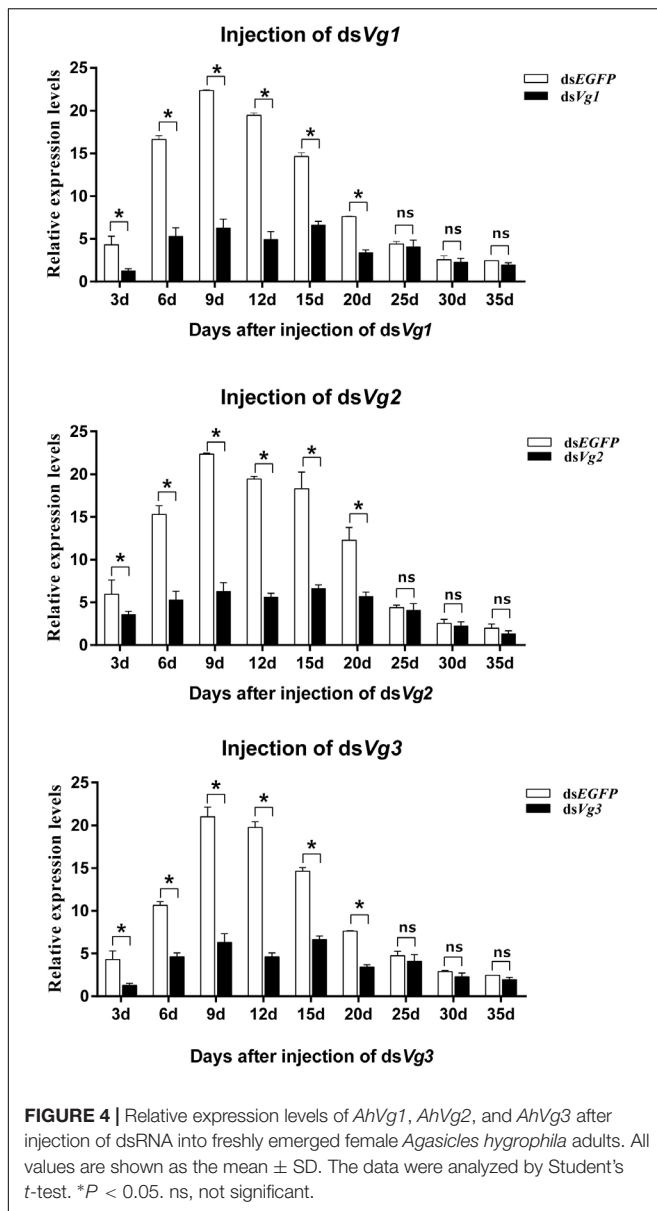 Injection of dsVg1
25
20
15
10
5
0
Relative expression levels
* * * * * * ns ns ns
dsEGFP
dsVg1
3d 6d 9d 12d 15d 20d 25d 30d 35d
Days after injection of dsVg1
Injection of dsVg2
25
20
15
10
5
0
Relative expression levels
* * * * * * ns ns ns
dsEGFP
dsVg2
3d 6d 9d 12d 15d 20d 25d 30d 35d
Days after injection of dsVg2
Injection of dsVg3
25
20
15
10
5
0
Relative expression levels
* * * * * * ns ns ns
dsEGFP
dsVg3
3d 6d 9d 12d 15d 20d 25d 30d 35d
Days after injection of dsVg3
FIGURE 4 | Relative expression levels of AhVg1, AhVg2, and AhVg3 after
injection of dsRNA into freshly emerged female Agasicles hygrophila adults. All
values are shown as the mean ± SD. The data were analyzed by Student's
t-test. *P < 0.05. ns, not significant.